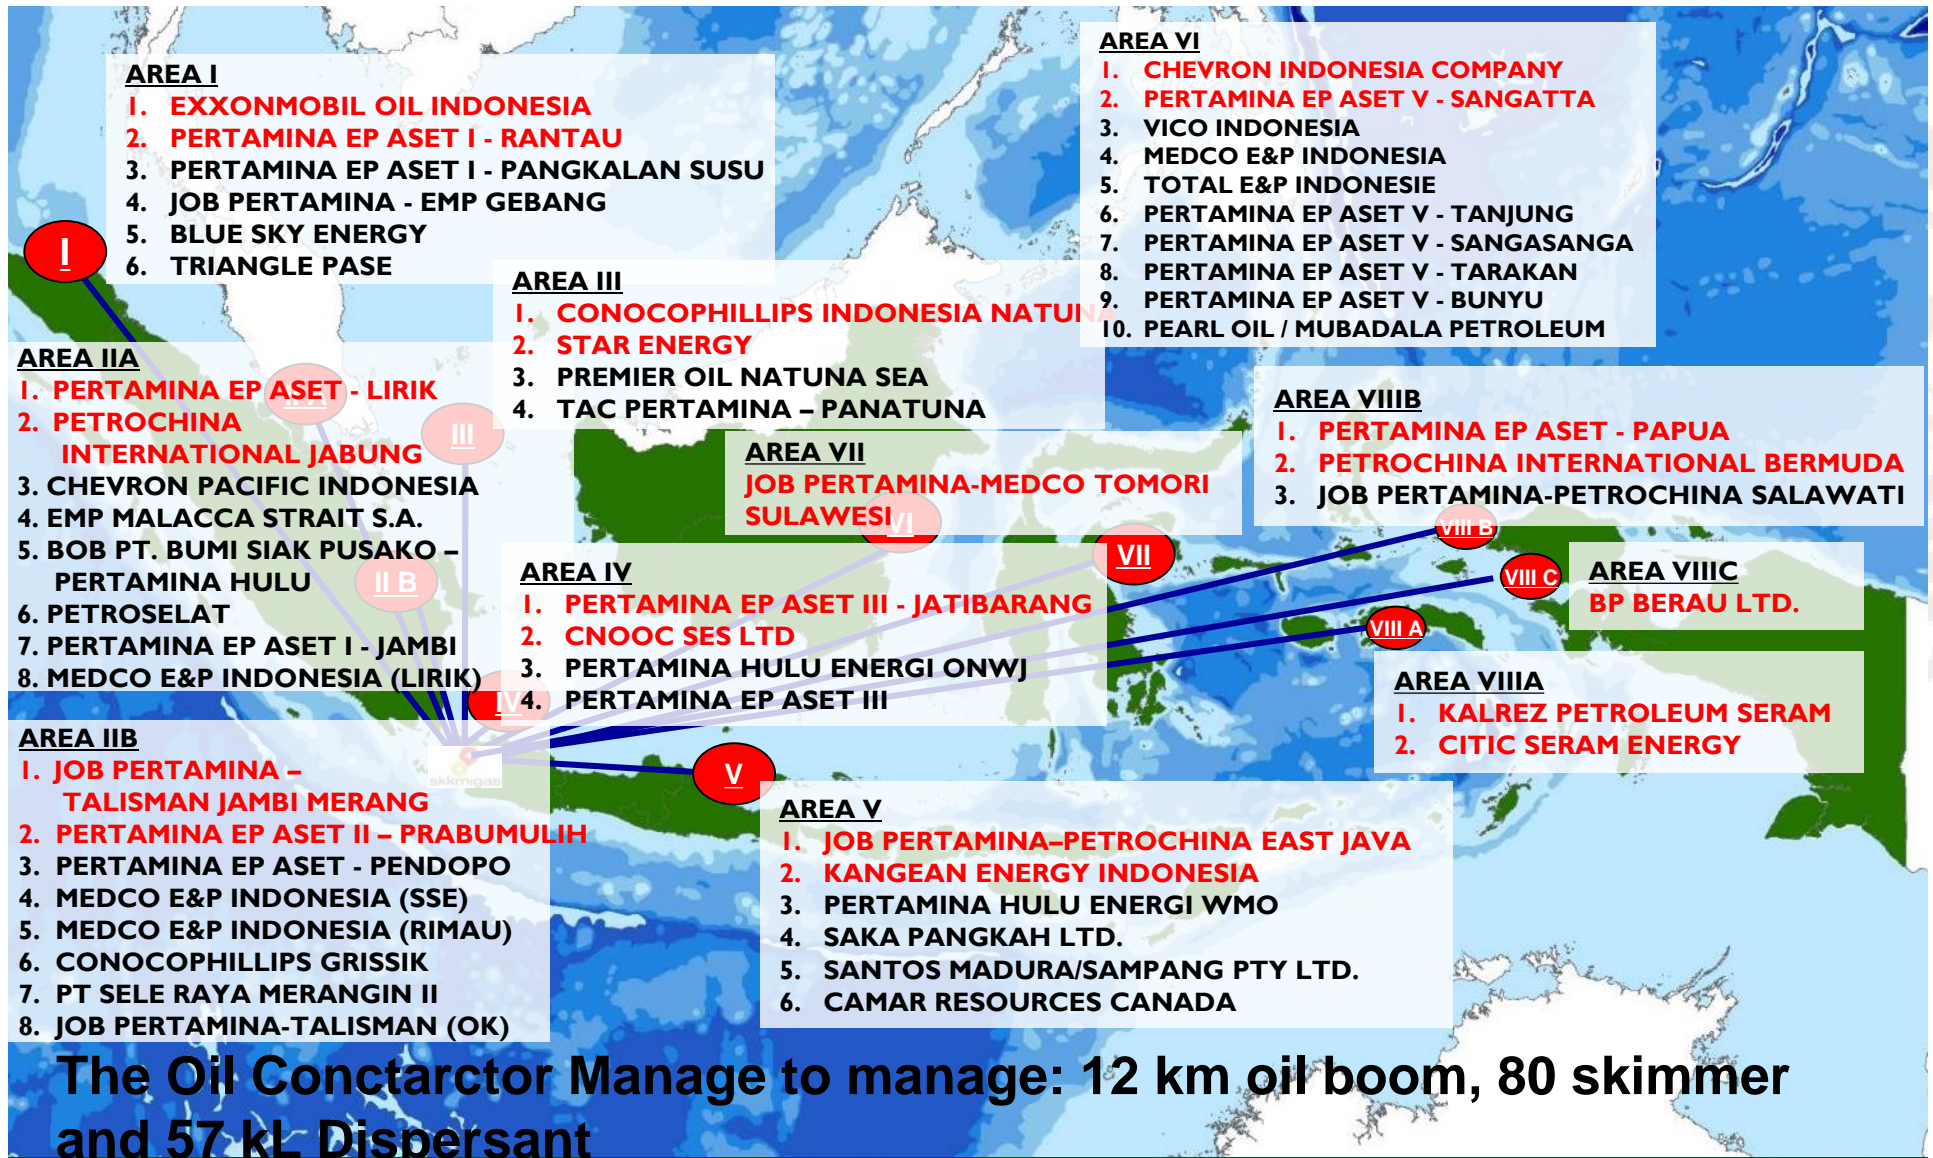 AREA I
1. EXXONMOBIL OIL INDONESIA
2. PERTAMINA EP ASET I - RANTAU
3. PERTAMINA EP ASET I - PANGKALAN SUSU
4. JOB PERTAMINA - EMP GEBANG
5. BLUE SKY ENERGY
6. TRIANGLE PASE
I
AREA VI
1. CHEVRON INDONESIA COMPANY
2. PERTAMINA EP ASET V - SANGATTA
3. VICO INDONESIA
4. MEDCO E&P INDONESIA
5. TOTAL E&P INDONESIE
6. PERTAMINA EP ASET V - TANJUNG
7. PERTAMINA EP ASET V - SANGASANGA
8. PERTAMINA EP ASET V - TARAKAN
9. PERTAMINA EP ASET V - BUNYU
10. PEARL OIL / MUBADALA PETROLEUM
AREA III
1. CONOCOPHILLIPS INDONESIA NATUNA
2. STAR ENERGY
3. PREMIER OIL NATUNA SEA
4. TAC PERTAMINA – PANATUNA
AREA IIA
1. PERTAMINA EP ASET - LIRIK
2. PETROCHINA
INTERNATIONAL JABUNG
3. CHEVRON PACIFIC INDONESIA
4. EMP MALACCA STRAIT S.A.
5. BOB PT. BUMI SIAK PUSAKO –
PERTAMINA HULU
6. PETROSELAT
7. PERTAMINA EP ASET I - JAMBI
8. MEDCO E&P INDONESIA (LIRIK)
II A
III
II B
AREA VII
JOB PERTAMINA-MEDCO TOMORI
SULAWESI
VI
VII
AREA VIIIB
1. PERTAMINA EP ASET - PAPUA
2. PETROCHINA INTERNATIONAL BERMUDA
3. JOB PERTAMINA-PETROCHINA SALAWATI
VIII B
VIII C
AREA VIIIC
BP BERAU LTD.
VIII A
AREA IV
1. PERTAMINA EP ASET III - JATIBARANG
2. CNOOC SES LTD
3. PERTAMINA HULU ENERGI ONWJ
4. PERTAMINA EP ASET III
IV
AREA VIIIA
1. KALREZ PETROLEUM SERAM
2. CITIC SERAM ENERGY
AREA IIB
1. JOB PERTAMINA –
TALISMAN JAMBI MERANG
2. PERTAMINA EP ASET II – PRABUMULIH
3. PERTAMINA EP ASET - PENDOPO
4. MEDCO E&P INDONESIA (SSE)
5. MEDCO E&P INDONESIA (RIMAU)
6. CONOCOPHILLIPS GRISSIK
7. PT SELE RAYA MERANGIN II
8. JOB PERTAMINA-TALISMAN (OK)
skkmigas
V
AREA V
1. JOB PERTAMINA–PETROCHINA EAST JAVA
2. KANGEAN ENERGY INDONESIA
3. PERTAMINA HULU ENERGI WMO
4. SAKA PANGKAH LTD.
5. SANTOS MADURA/SAMPANG PTY LTD.
6. CAMAR RESOURCES CANADA
The Oil Conctarctor Manage to manage: 12 km oil boom, 80 skimmer
and 57 kL Dispersant